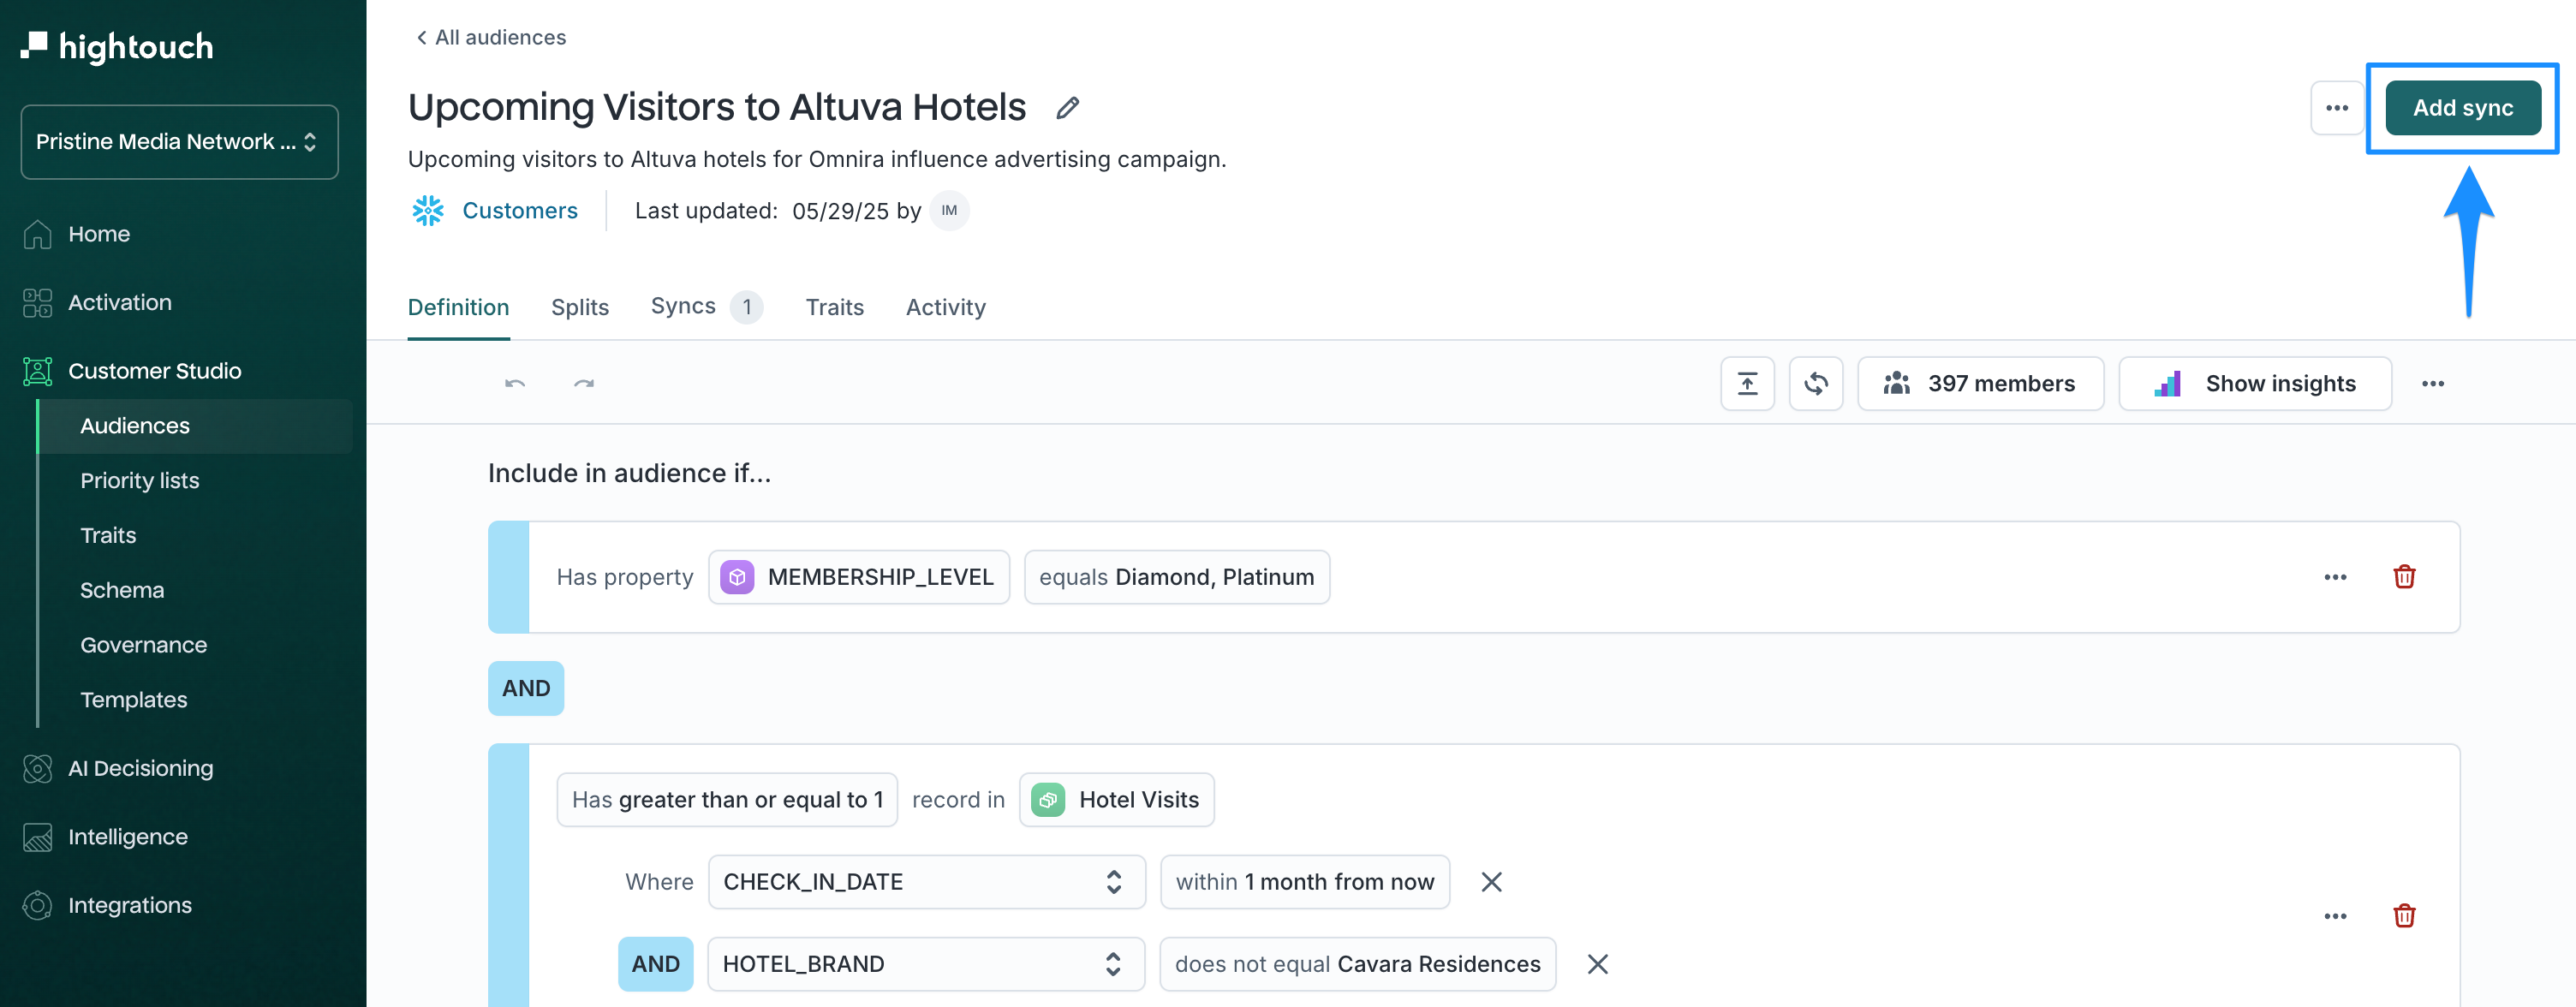 hightouch
Pristine Media Network ...
Home
Activation
Customer Studio
Audiences
Priority lists
Traits
Schema
Governance
Templates
AI Decisioning
Intelligence
Integrations
All audiences
Upcoming Visitors to Altuva Hotels
Add sync
Upcoming visitors to Altuva hotels for Omnira influence advertising campaign.
Customers Last updated: 05/29/25 by IM
Definition Splits Syncs 1 Traits Activity
397 members Show insights
Include in audience if...
Has property MEMBERSHIP_LEVEL equals Diamond, Platinum
AND
Has greater than or equal to 1 record in Hotel Visits
Where CHECK_IN_DATE within 1 month from now
AND HOTEL_BRAND does not equal Cavara Residences